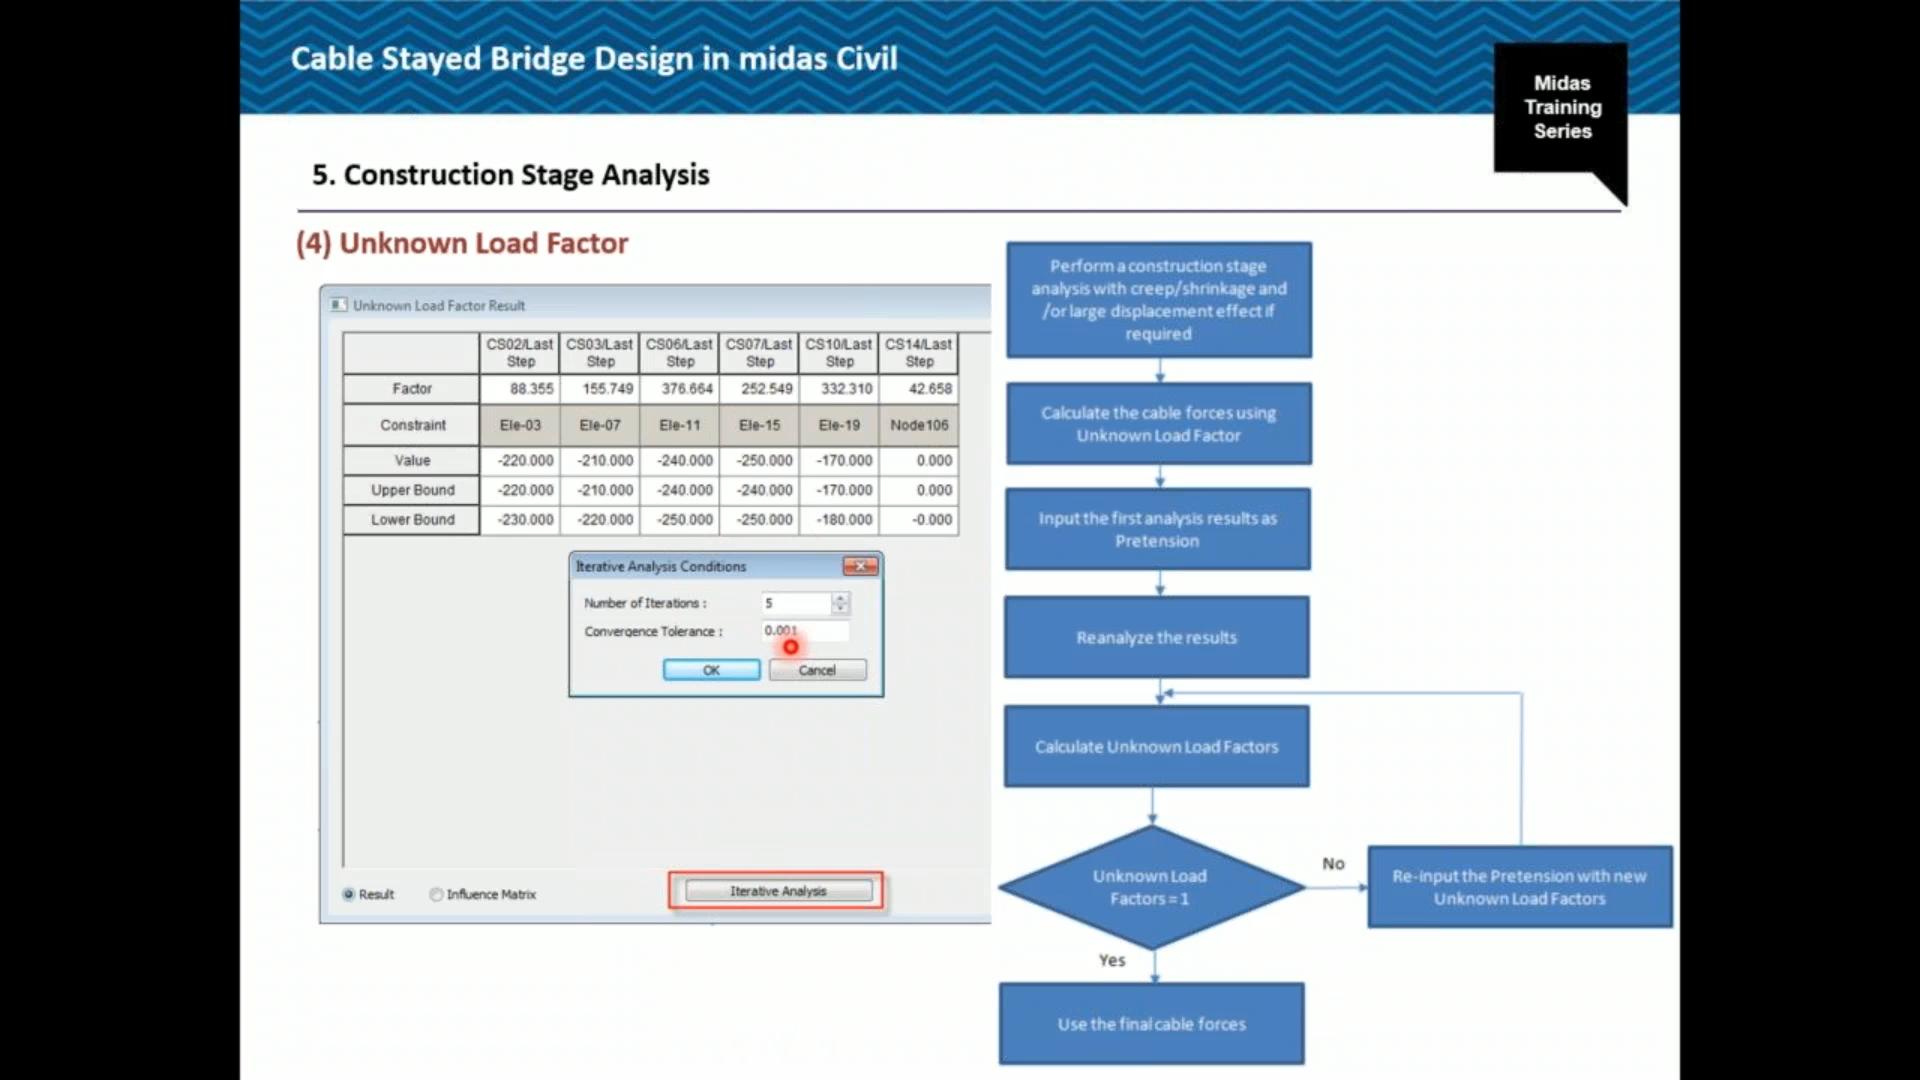 Cable Stayed Bridge Design in midas Civil
Midas
Training
Series
5. Construction Stage Analysis
(4) Unknown Load Factor
Unknown Load Factor Result
CS02/Last Step CS03/Last Step CS06/Last Step CS07/Last Step CS10/Last Step CS14/Last Step
Factor 88.355 155.749 376.664 252.549 332.310 42.658
Constraint Ele-03 Ele-07 Ele-11 Ele-15 Ele-19 Node106
Value -220.000 -210.000 -240.000 -250.000 -170.000 0.000
Upper Bound -220.000 -210.000 -240.000 -240.000 -170.000 0.000
Lower Bound -230.000 -220.000 -250.000 -250.000 -180.000 -0.000
Iterative Analysis Conditions
Number of Iterations : 5
Convergence Tolerance : 0.001
OK Cancel
Result Influence Matrix Iterative Analysis
Perform a construction stage
analysis with creep/shrinkage and
/or large displacement effect if
required
Calculate the cable forces using
Unknown Load Factor
Input the first analysis results as
Pretension
Reanalyze the results
Calculate Unknown Load Factors
Unknown Load
Factors = 1
No
Re-input the Pretension with new
Unknown Load Factors
Yes
Use the final cable forces